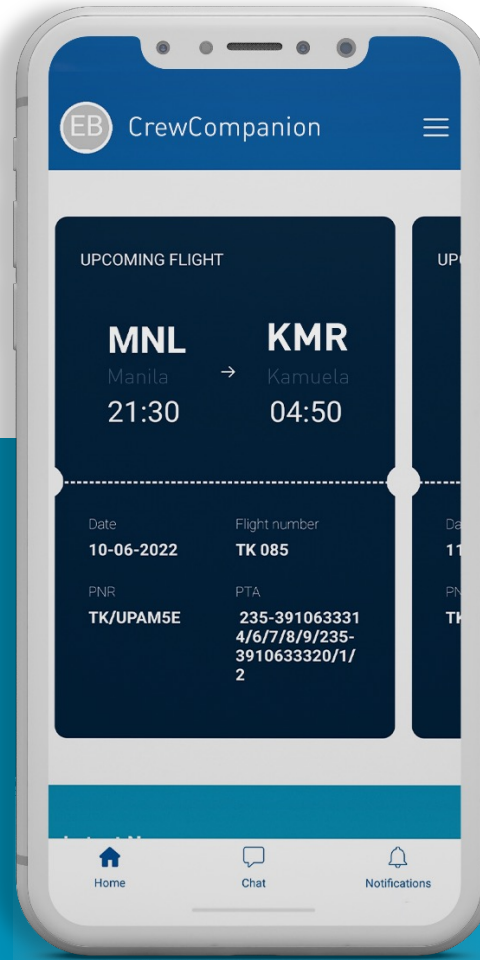 EB CrewCompanion
UPCOMING FLIGHT
MNL → KMR
Manila Kamuela
21:30 04:50
Date Flight number
10-06-2022 TK 085
PNR PTA
TK/UPAM5E 235-391063331
4/6/7/8/9/235-
3910633320/1/
2
UP
Da
11
PN
TK
Home Chat Notifications